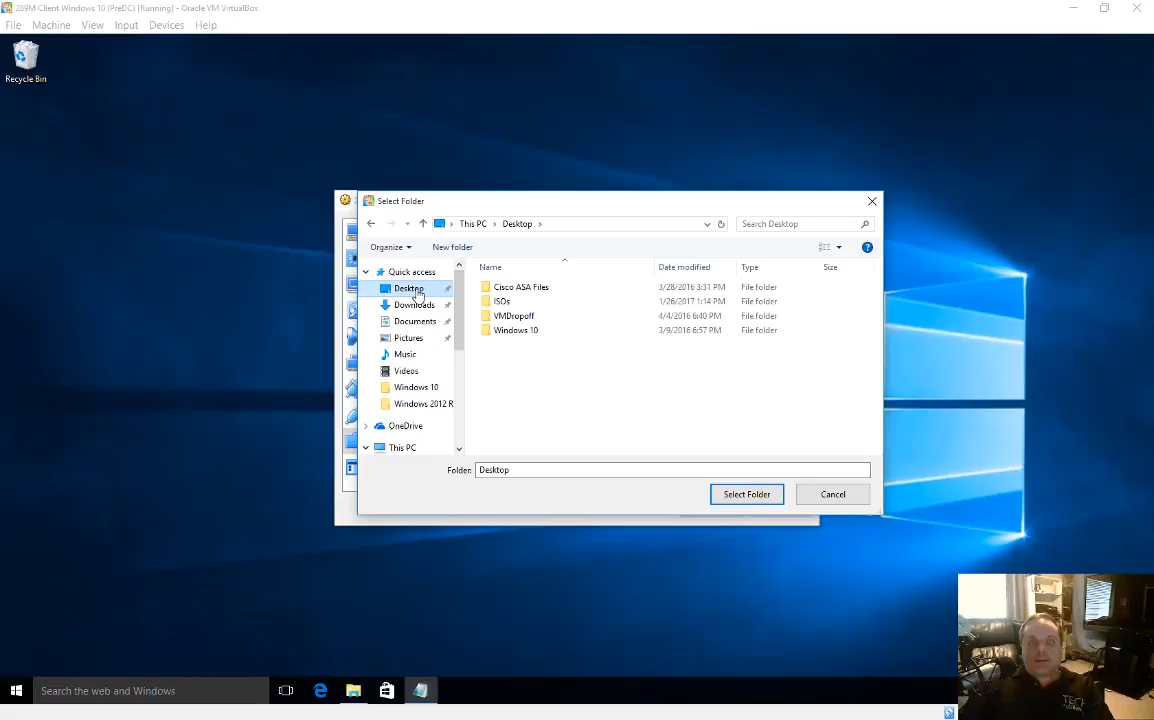 289M-Client Windows 10 (PreDC) [Running] - Oracle VM VirtualBox
File Machine View Input Devices Help
Recycle Bin
Select Folder
This PC Desktop
Search Desktop
Organize New folder
Name Date modified Type Size
Quick access
Desktop
Downloads
Documents
Pictures
Music
Videos
Windows 10
Windows 2012 R
OneDrive
This PC
Cisco ASA Files 3/28/2016 3:31 PM File folder
ISOs 1/26/2017 1:14 PM File folder
VMDropoff 4/4/2016 6:40 PM File folder
Windows 10 3/9/2016 6:57 PM File folder
Folder: Desktop
Select Folder Cancel
Search the web and Windows
TECH